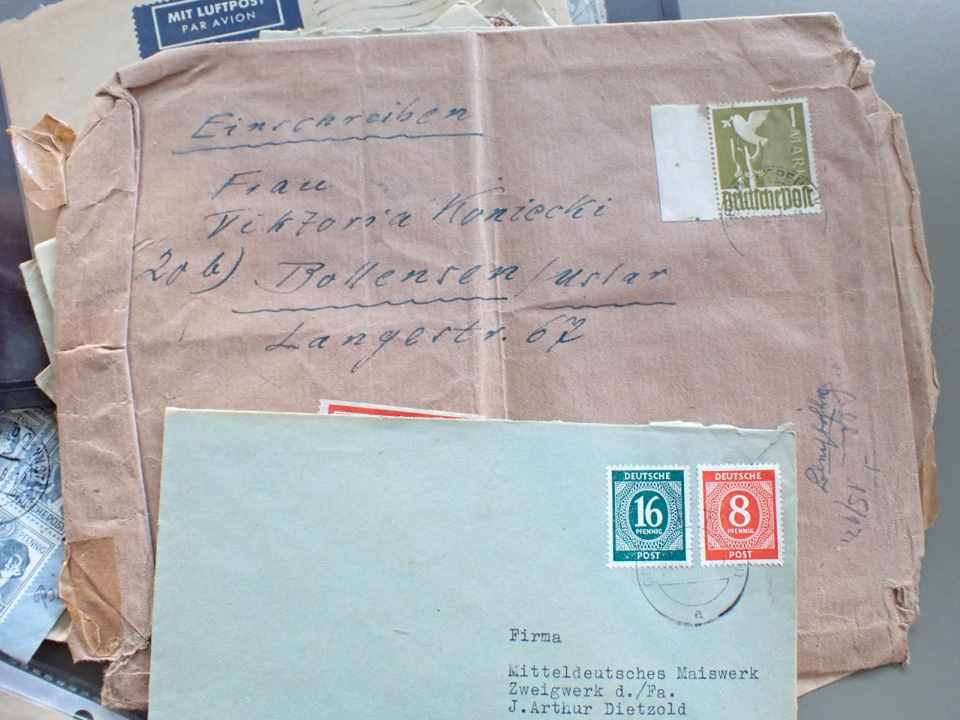 MIT LUFTPOST
PAR AVION
Einschreiben
1 MARK
Deutsche Post
Frau
Viktoria Koniecki
(20b) Bollensen/Uslar
Langestr. 67
DEUTSCHE
16
PFENNIG
POST
DEUTSCHE
8
PFENNIG
POST
a
Firma
Mitteldeutsches Maiswerk
Zweigwerk d./Fa.
J.Arthur Dietzold